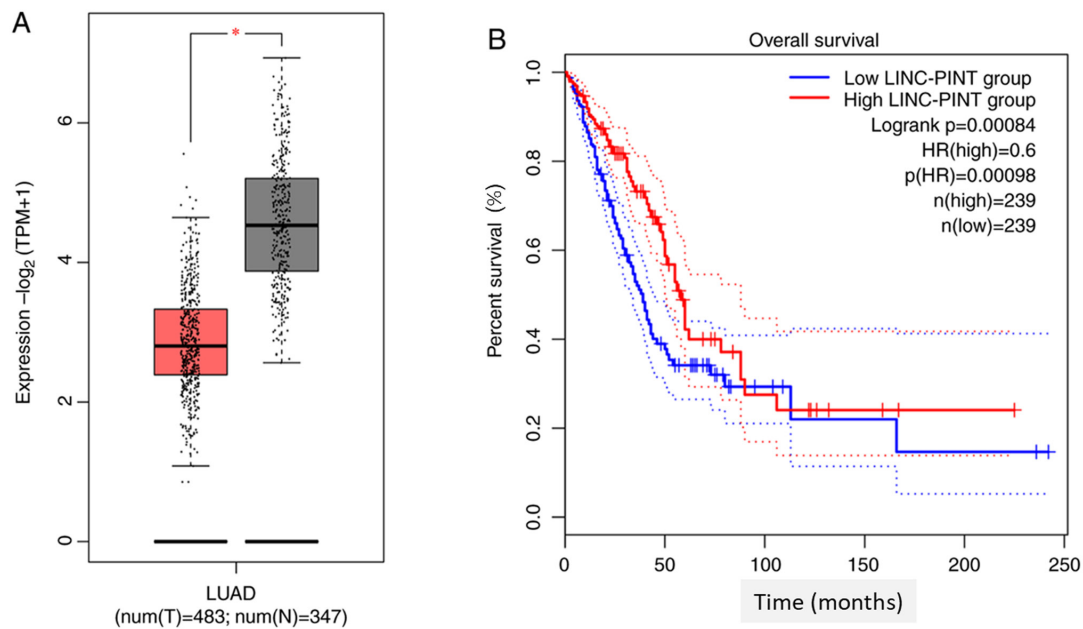 A
*
Expression –log2 (TPM+1)
6
4
2
0
LUAD
(num(T)=483; num(N)=347)
B
Overall survival
Percent survival (%)
1.0
0.8
0.6
0.4
0.2
0.0
Low LINC-PINT group
High LINC-PINT group
Logrank p=0.00084
HR(high)=0.6
p(HR)=0.00098
n(high)=239
n(low)=239
0 50 100 150 200 250
Time (months)